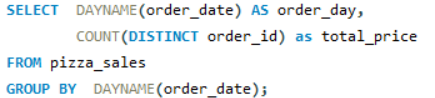 SELECT DAYNAME(order_date) AS order_day,
COUNT(DISTINCT order_id) as total_price
FROM pizza_sales
GROUP BY DAYNAME(order_date);